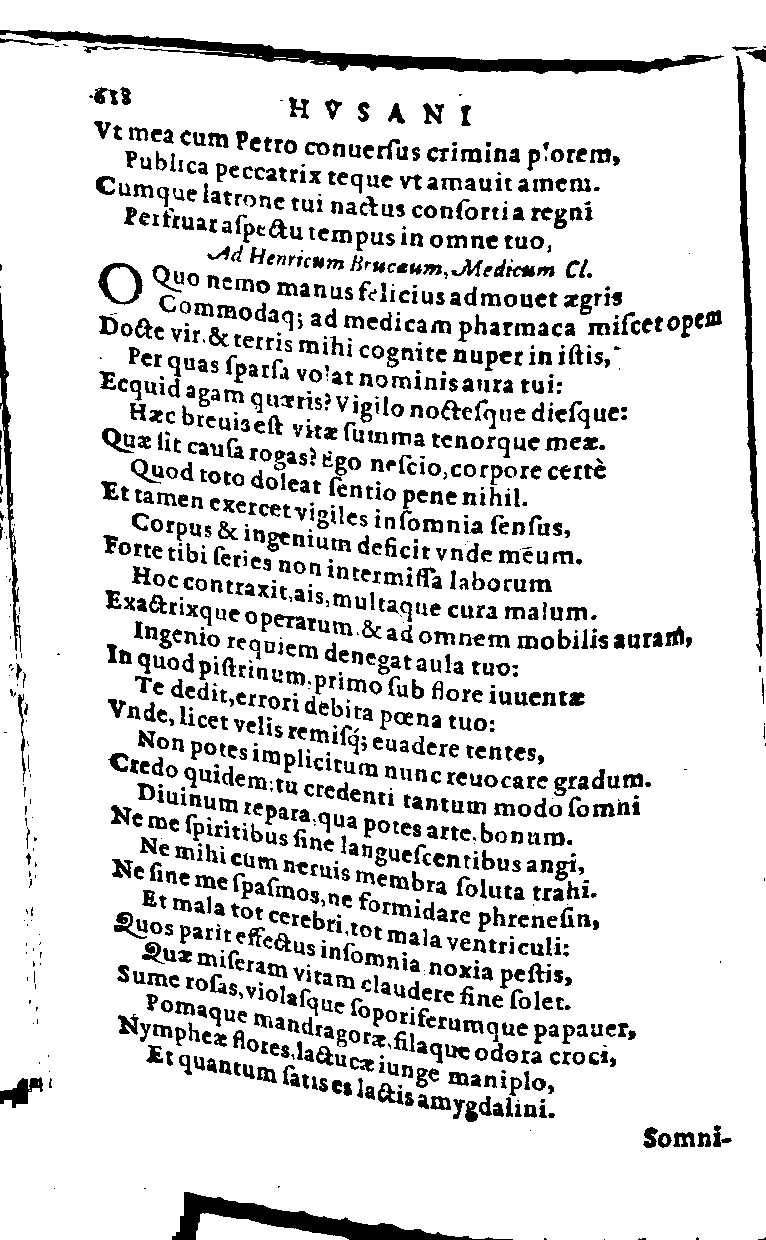 618 HVSANI
Vt mea cum Petro conuerſus crimina plorem,
Publica peccatrix teque vt amauit amem.
Cumque latrone tui nactus conſortia regni
Perfruar aſpectu tempus in omne tuo,
Ad Henricum Bruceum, Medicum Cl.
O Quo nemo manus felicius admouet ægris
Commodaq; ad medicam pharmaca miſcet opem
Docte vir & terris mihi cognite nuper in iſtis,
Per quas ſparſa volat nominis aura tui:
Ecquid agam quæris? Vigilo nocteſque dieſque:
Hæc breuis eſt vitæ ſumma tenorque meæ.
Quæ ſit cauſa rogas? Ego neſcio, corpore certè
Quod toto doleat ſentio pene nihil.
Et tamen exercet vigiles inſomnia ſenſus,
Corpus & ingenium deficit vnde meum.
Forte tibi ſeries non intermiſſa laborum
Hoc contraxit, ais, multaque cura malum.
Exactrixque operarum & ad omnem mobilis auram,
Ingenio requiem denegat aula tuo:
In quod piſtrinum primo ſub flore iuuentæ
Te dedit, errori debita pœna tuo:
Vnde, licet velis remiſq́; euadere tentes,
Non potes implicitum nunc reuocare gradum.
Credo quidem: tu credenti tantum modo ſomni
Diuinum repara, qua potes arte, bonum.
Ne me ſpiritibus ſine langueſcentibus angi,
Ne mihi cum neruis membra ſoluta trahi.
Ne ſine me ſpaſmos, ne formidare phreneſin,
Et mala tot cerebri, tot mala ventriculi:
Quos parit effectus inſomnia noxia peſtis,
Quæ miſeram vitam claudere fine ſolet.
Sume roſas, violaſque ſoporiferumque papauer,
Pomaque mandragoræ, filaque odora croci,
Nympheæ flores, lactucæ iunge maniplo,
Et quantum ſatis es lactis amygdalini.
Somni-